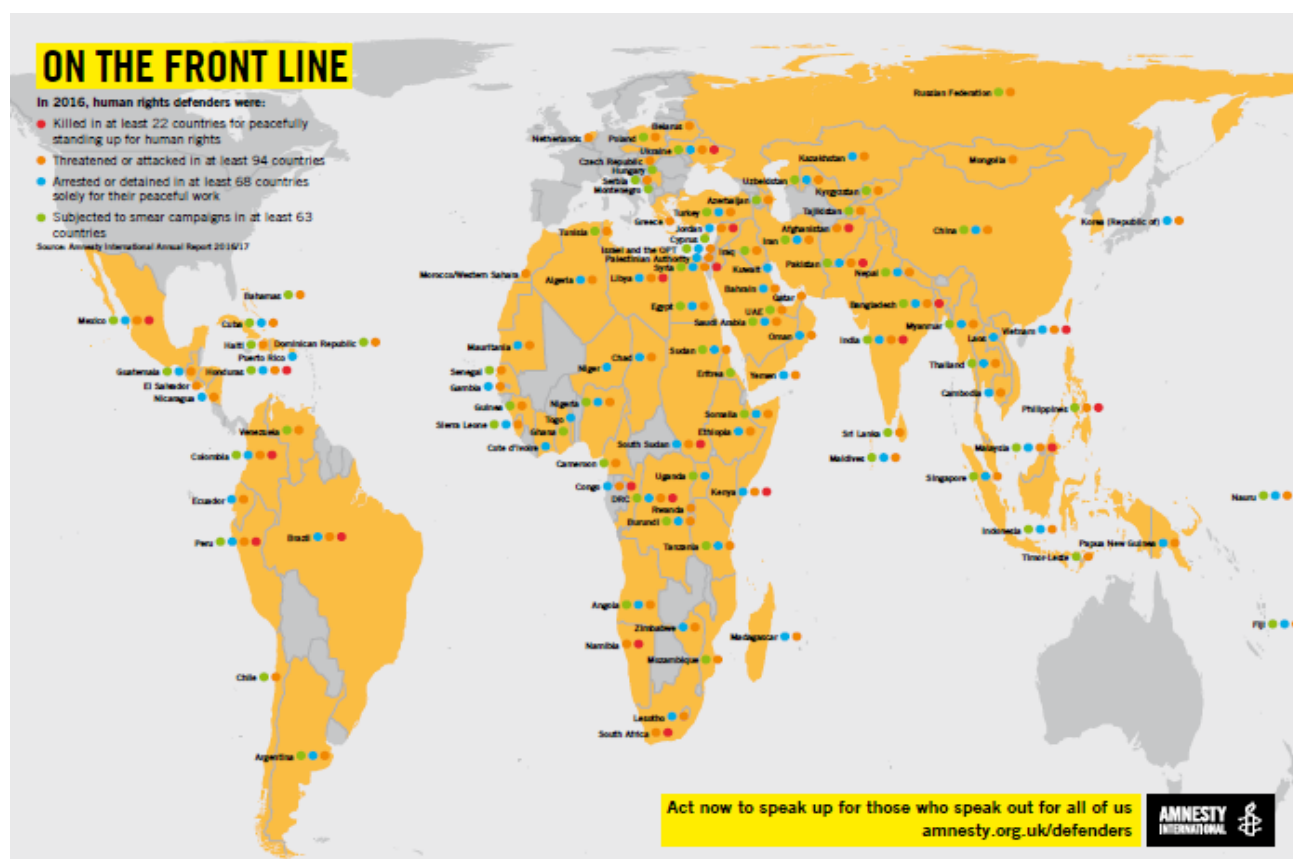 ON THE FRONT LINE
In 2016, human rights defenders were:
Killed in at least 22 countries for peacefully
standing up for human rights
Threatened or attacked in at least 94 countries
Arrested or detained in at least 68 countries
solely for their peaceful work
Subjected to smear campaigns in at least 63
countries
Source: Amnesty International Annual Report 2016/17
Russian Federation
Belarus
Netherlands
Poland
Ukraine
Czech Republic
Hungary
Serbia
Montenegro
Kazakhstan
Mongolia
Uzbekistan
Kyrgyzstan
Azerbaijan
Tajikistan
Turkey
Greece
Jordan
Afghanistan
Korea (Republic of)
Tunisia
Cyprus
Iran
China
Israel and the OPT
Iraq
Palestinian Authority
Syria
Kuwait
Pakistan
Nepal
Morocco/Western Sahara
Algeria
Libya
Bahrain
Qatar
Bahamas
Egypt
UAE
Bangladesh
Mexico
Cuba
Saudi Arabia
Myanmar
Vietnam
Oman
India
Laos
Haiti
Dominican Republic
Mauritania
Sudan
Puerto Rico
Chad
Thailand
Guatemala
Honduras
Senegal
Niger
Eritrea
Yemen
El Salvador
Gambia
Cambodia
Nicaragua
Guinea
Nigeria
Philippines
Somalia
Togo
Sierra Leone
Ghana
Ethiopia
Venezuela
Sri Lanka
Cote d'Ivoire
South Sudan
Malaysia
Colombia
Maldives
Cameroon
Uganda
Singapore
Congo
Kenya
Ecuador
DRC
Nauru
Rwanda
Burundi
Indonesia
Brazil
Peru
Tanzania
Papua New Guinea
Timor-Leste
Angola
Zimbabwe
Madagascar
Fiji
Namibia
Mozambique
Chile
Lesotho
South Africa
Argentina
Act now to speak up for those who speak out for all of us
amnesty.org.uk/defenders
AMNESTY
INTERNATIONAL